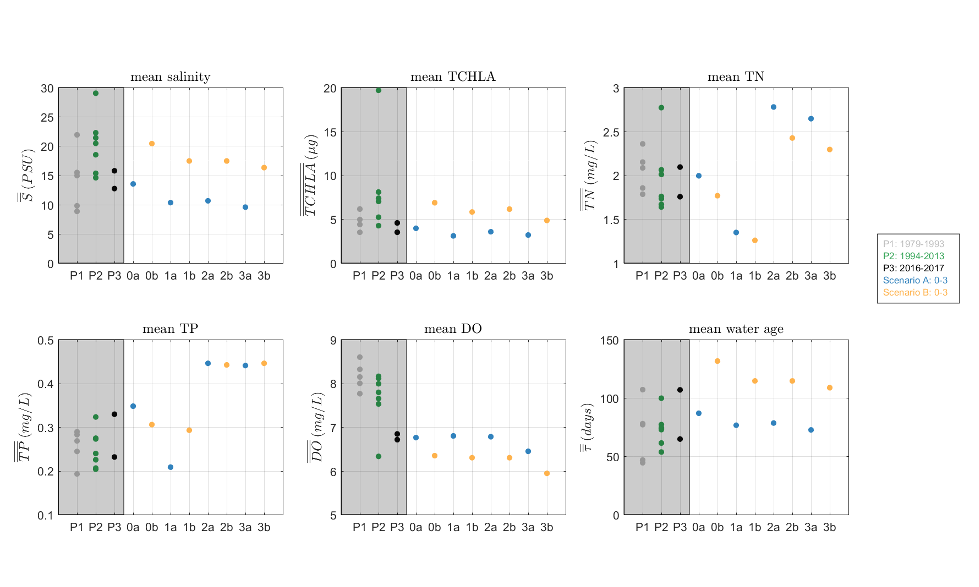 mean salinity
mean TCHLA
mean TN
30
25
20
15
10
5
0
S (PSU)
P1 P2 P3 0a 0b 1a 1b 2a 2b 3a 3b
20
15
10
5
0
TCHLA (μg)
P1 P2 P3 0a 0b 1a 1b 2a 2b 3a 3b
3
2.5
2
1.5
1
TN (mg/L)
P1 P2 P3 0a 0b 1a 1b 2a 2b 3a 3b
P1: 1979-1993
P2: 1994-2013
P3: 2016-2017
Scenario A: 0-3
Scenario B: 0-3
mean TP
mean DO
mean water age
0.5
0.4
0.3
0.2
0.1
TP (mg/L)
P1 P2 P3 0a 0b 1a 1b 2a 2b 3a 3b
9
8
7
6
5
DO (mg/L)
P1 P2 P3 0a 0b 1a 1b 2a 2b 3a 3b
150
100
50
0
τ (days)
P1 P2 P3 0a 0b 1a 1b 2a 2b 3a 3b